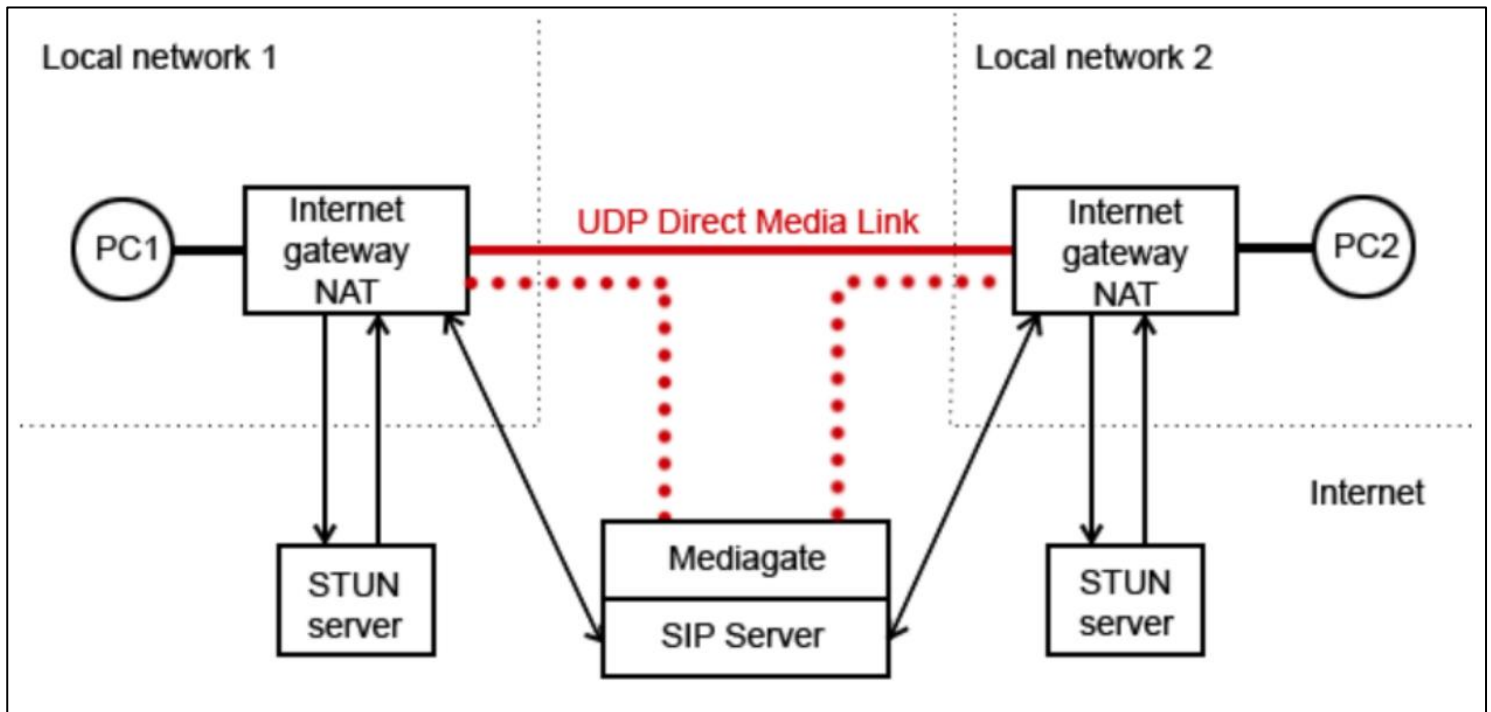 Local network 1
Local network 2
PC1
Internet
gateway
NAT
UDP Direct Media Link
Internet
gateway
NAT
PC2
Internet
STUN
server
Mediagate
SIP Server
STUN
server